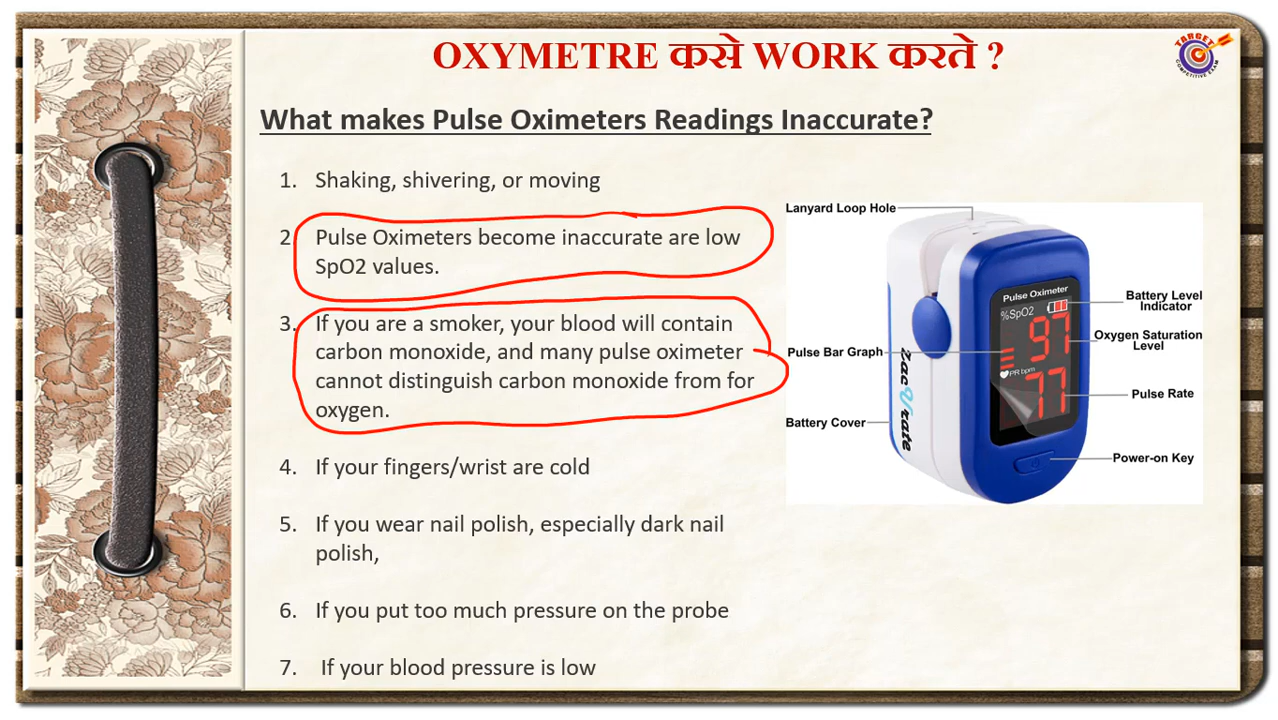 OXYMETRE कसे WORK करते ?
TARGET
COMPETITIVE EXAM
What makes Pulse Oximeters Readings Inaccurate?
1. Shaking, shivering, or moving
2. Pulse Oximeters become inaccurate are low
SpO2 values.
3. If you are a smoker, your blood will contain
carbon monoxide, and many pulse oximeter
cannot distinguish carbon monoxide from for
oxygen.
4. If your fingers/wrist are cold
5. If you wear nail polish, especially dark nail
polish,
6. If you put too much pressure on the probe
7. If your blood pressure is low
Lanyard Loop Hole
Pulse Bar Graph
Battery Cover
Battery Level
Indicator
Oxygen Saturation
Level
Pulse Rate
Power-on Key
Pulse Oximeter
%SpO2
97
PR bpm
77
Zac Urate